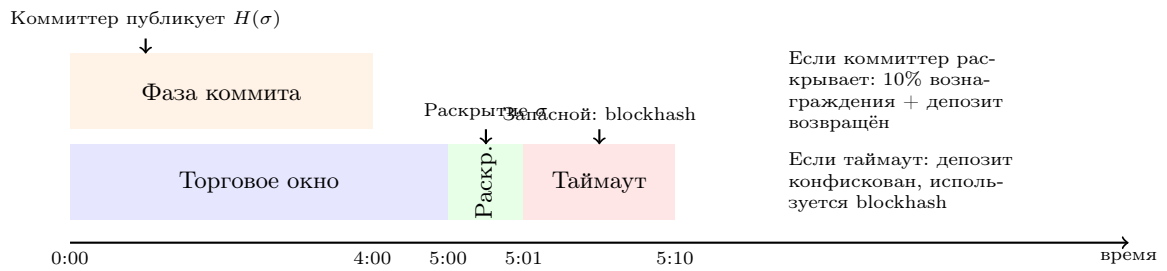 Коммиттер публикует H(σ)
Фаза коммита
Раскрытие σ
Запасной: blockhash
Торговое окно
Раскр.
Таймаут
0:00
4:00
5:00
5:01
5:10
время
Если коммиттер рас-
крывает: 10% возна-
граждения + депозит
возвращён
Если таймаут: депозит
конфискован, исполь-
зуется blockhash